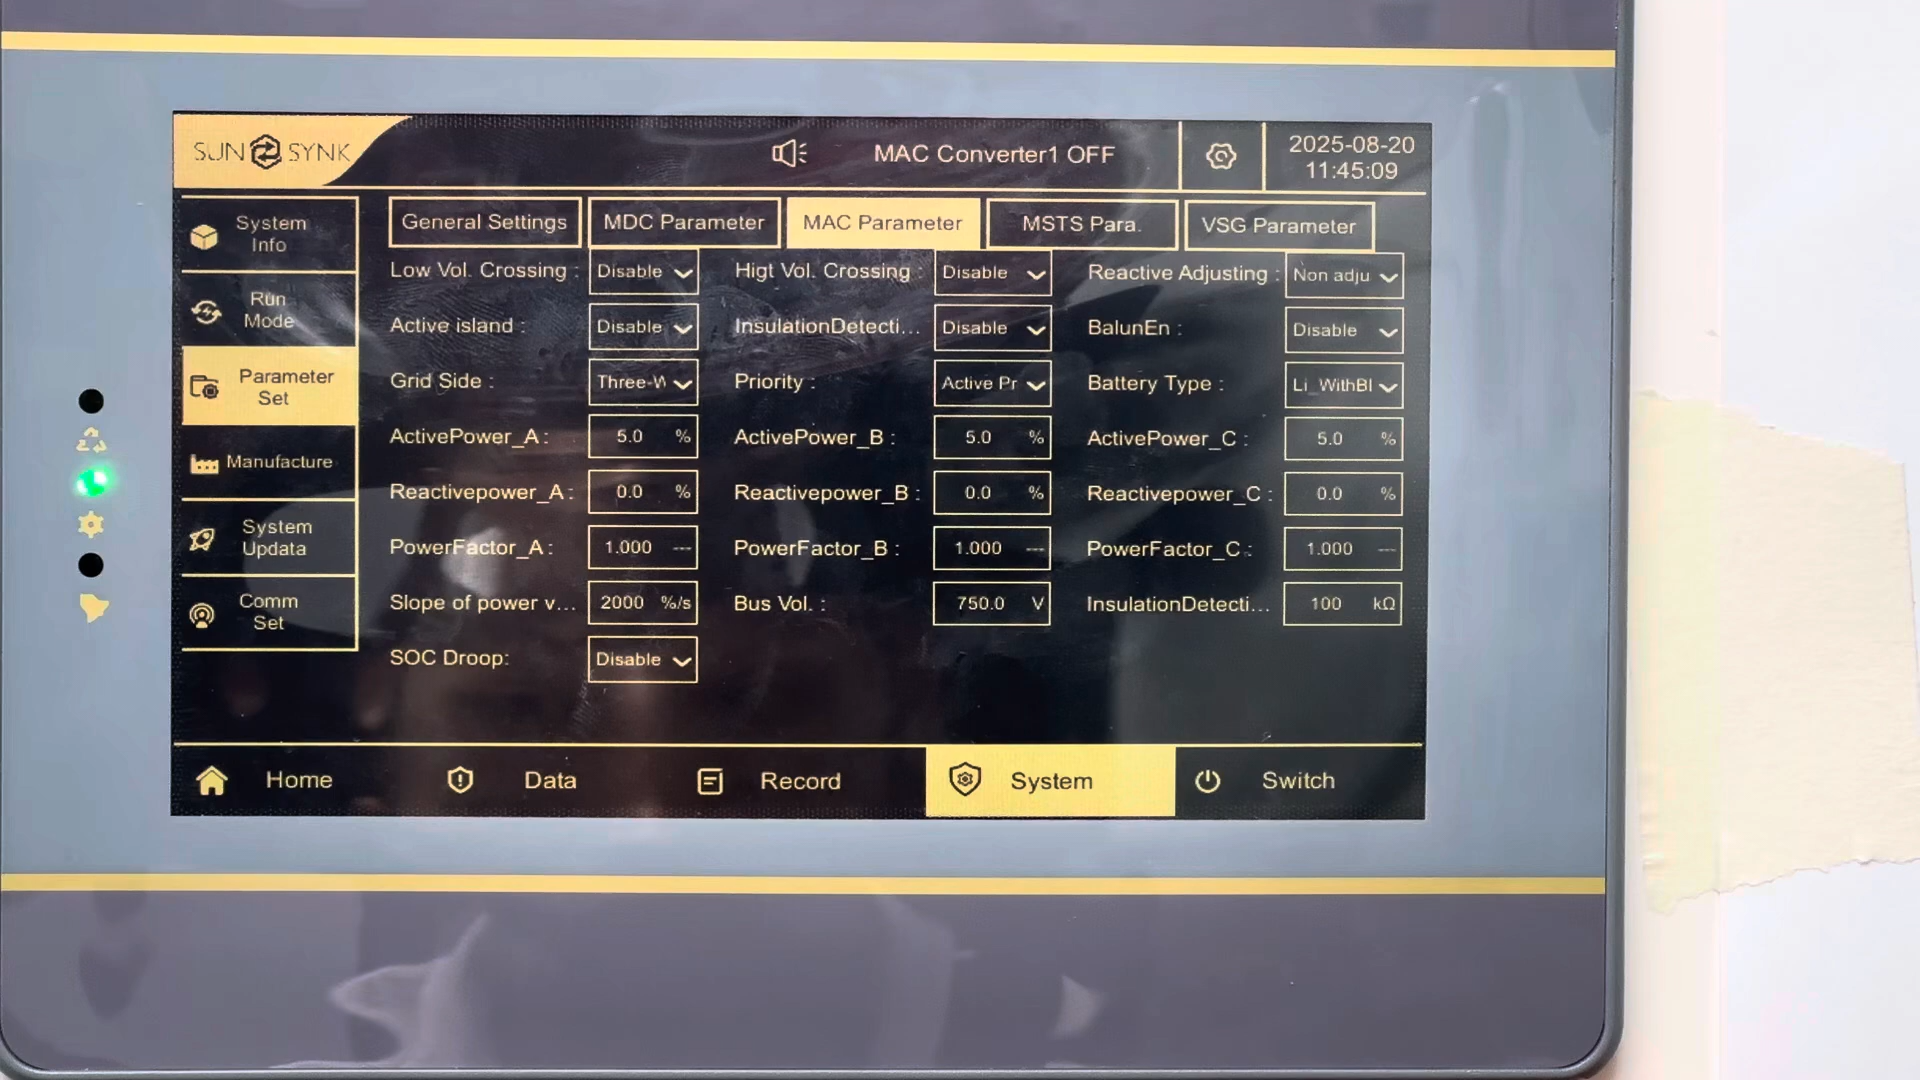 SUN SYNK
MAC Converter1 OFF
2025-08-20
11:45:09
System
Info
Run
Mode
Parameter
Set
Manufacture
System
Updata
Comm
Set
General Settings
MDC Parameter
MAC Parameter
MSTS Para.
VSG Parameter
Low Vol. Crossing : Disable
Higt Vol. Crossing : Disable
Reactive Adjusting : Non adju
Active island : Disable
InsulationDetecti... Disable
BalunEn : Disable
Grid Side : Three-W
Priority : Active Pr
Battery Type : Li_WithBI
ActivePower_A : 5.0 %
ActivePower_B : 5.0 %
ActivePower_C : 5.0 %
Reactivepower_A : 0.0 %
Reactivepower_B : 0.0 %
Reactivepower_C : 0.0 %
PowerFactor_A : 1.000 ---
PowerFactor_B : 1.000 ---
PowerFactor_C : 1.000 ---
Slope of power v... 2000 %/s
Bus Vol. : 750.0 V
InsulationDetecti... 100 kΩ
SOC Droop: Disable
Home
Data
Record
System
Switch